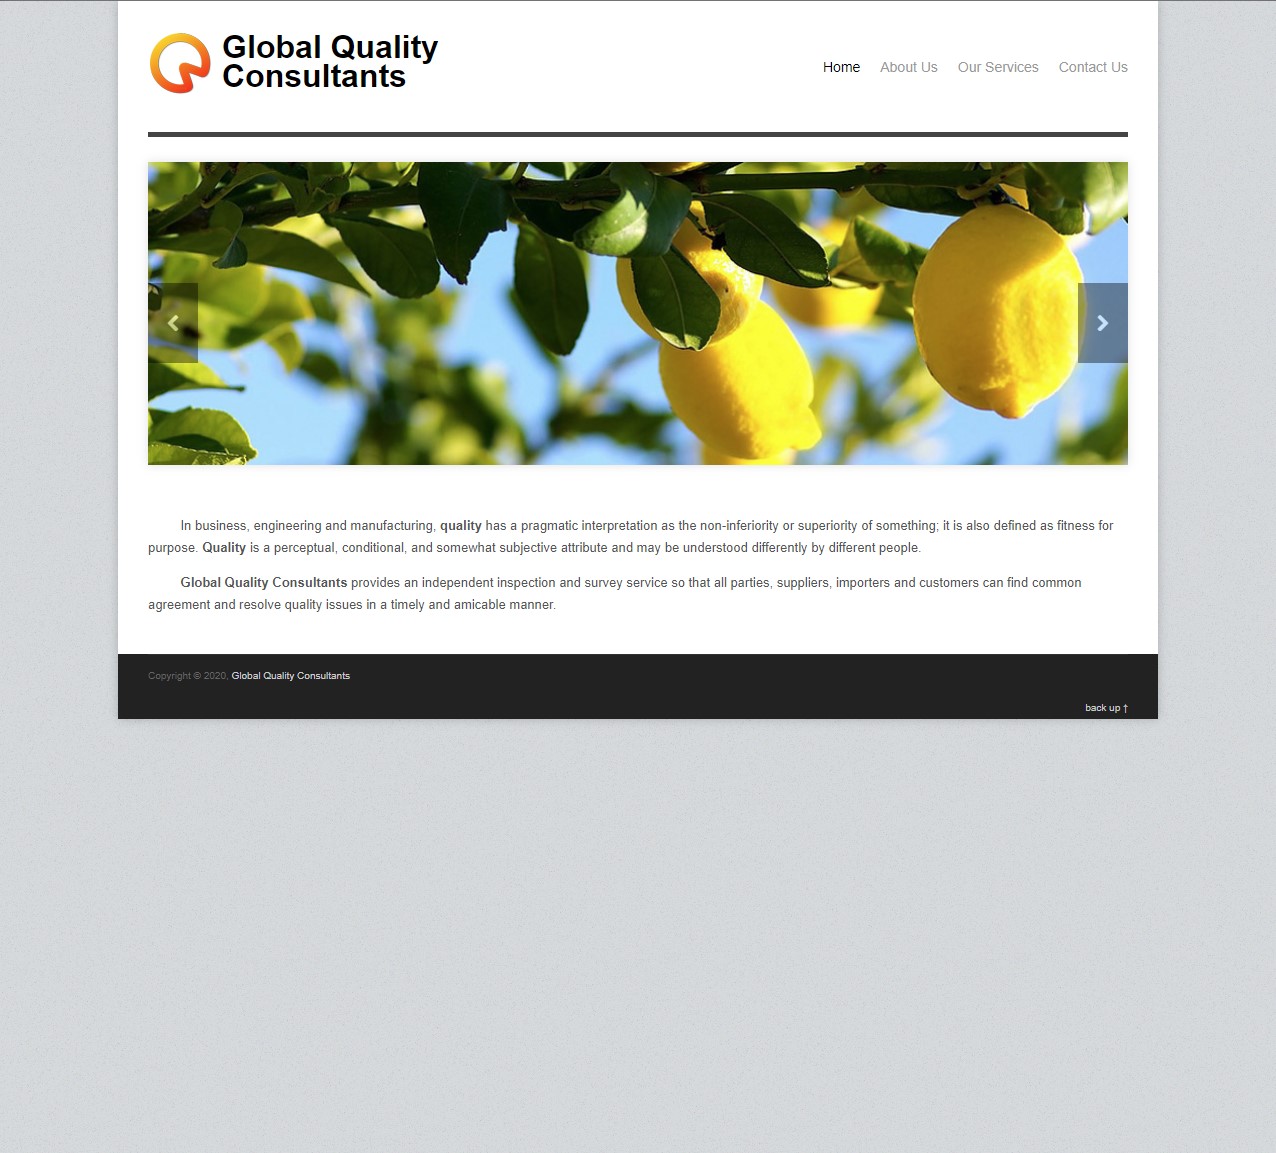 Global Quality
Consultants
Home About Us Our Services Contact Us
In business, engineering and manufacturing, quality has a pragmatic interpretation as the non-inferiority or superiority of something; it is also defined as fitness for
purpose. Quality is a perceptual, conditional, and somewhat subjective attribute and may be understood differently by different people.
Global Quality Consultants provides an independent inspection and survey service so that all parties, suppliers, importers and customers can find common
agreement and resolve quality issues in a timely and amicable manner.
Copyright © 2020, Global Quality Consultants
back up ↑